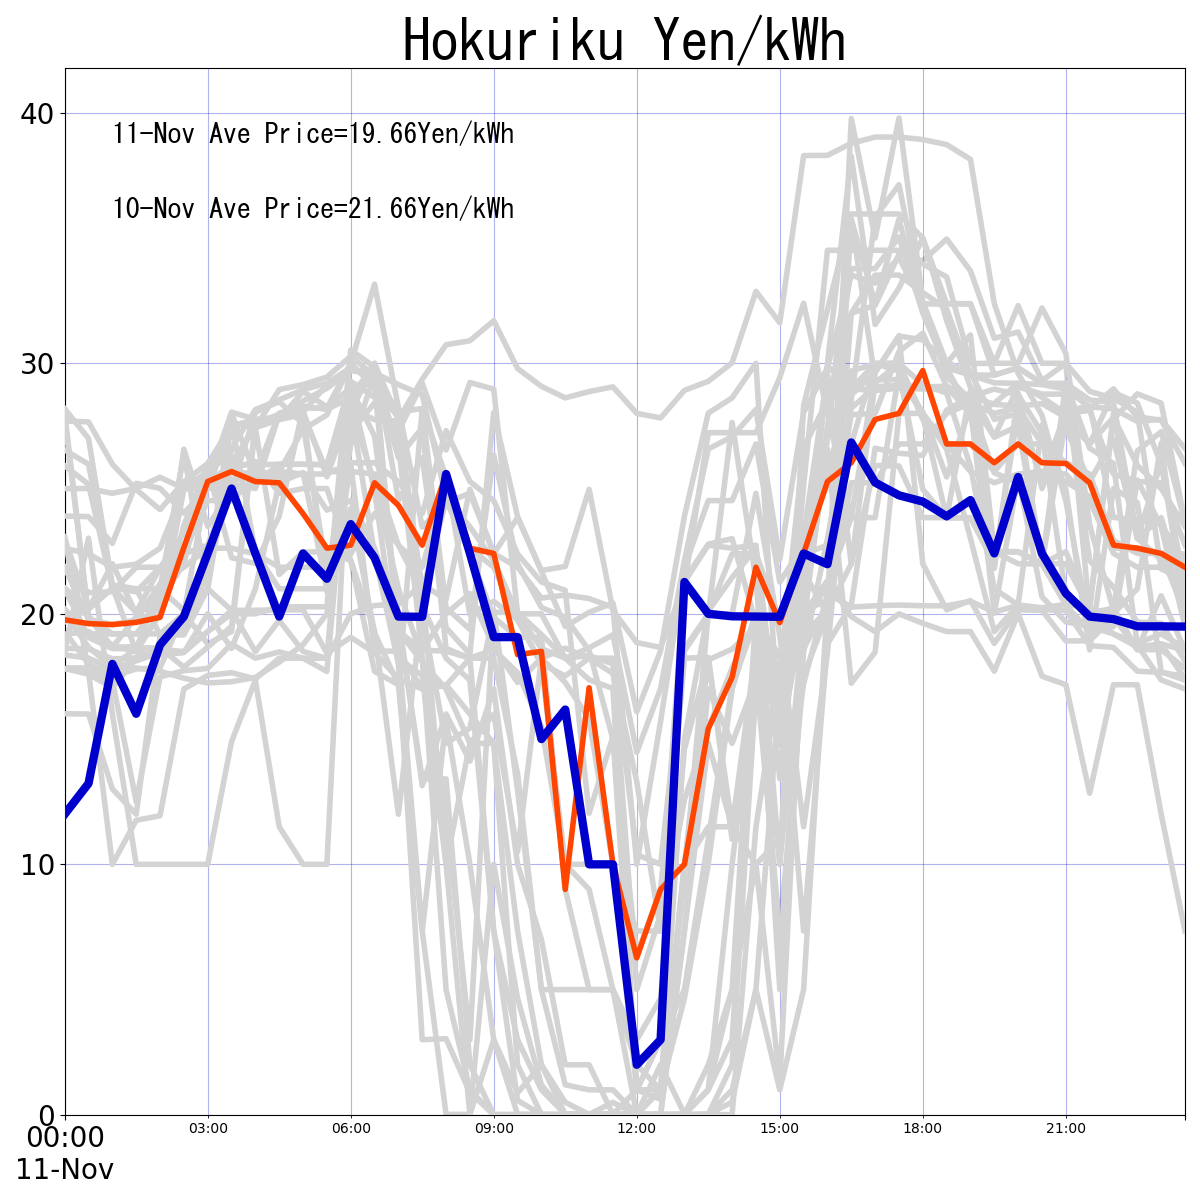 Hokuriku Yen/kWh
40
11-Nov Ave Price=19.66Yen/kWh
10-Nov Ave Price=21.66Yen/kWh
30
20
10
0
00:00 03:00 06:00 09:00 12:00 15:00 18:00 21:00
11-Nov